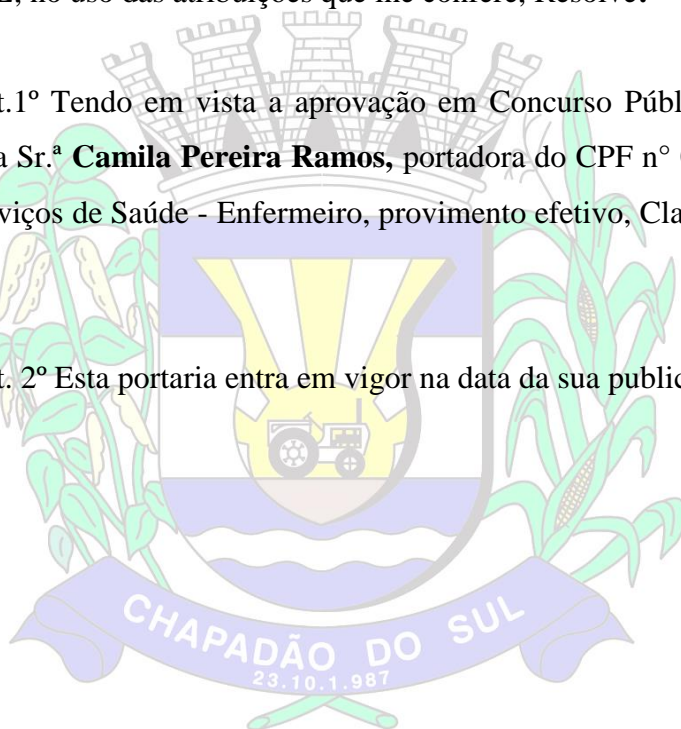 no uso das atribuições que lhe confere, Resolve:
t.1º Tendo em vista a aprovação em Concurso Públ
a Sr.ª Camila Pereira Ramos, portadora do CPF n°
viços de Saúde - Enfermeiro, provimento efetivo, Cla
t. 2º Esta portaria entra em vigor na data da sua public
CHAPADÃO DO SUL
23.10.1.987